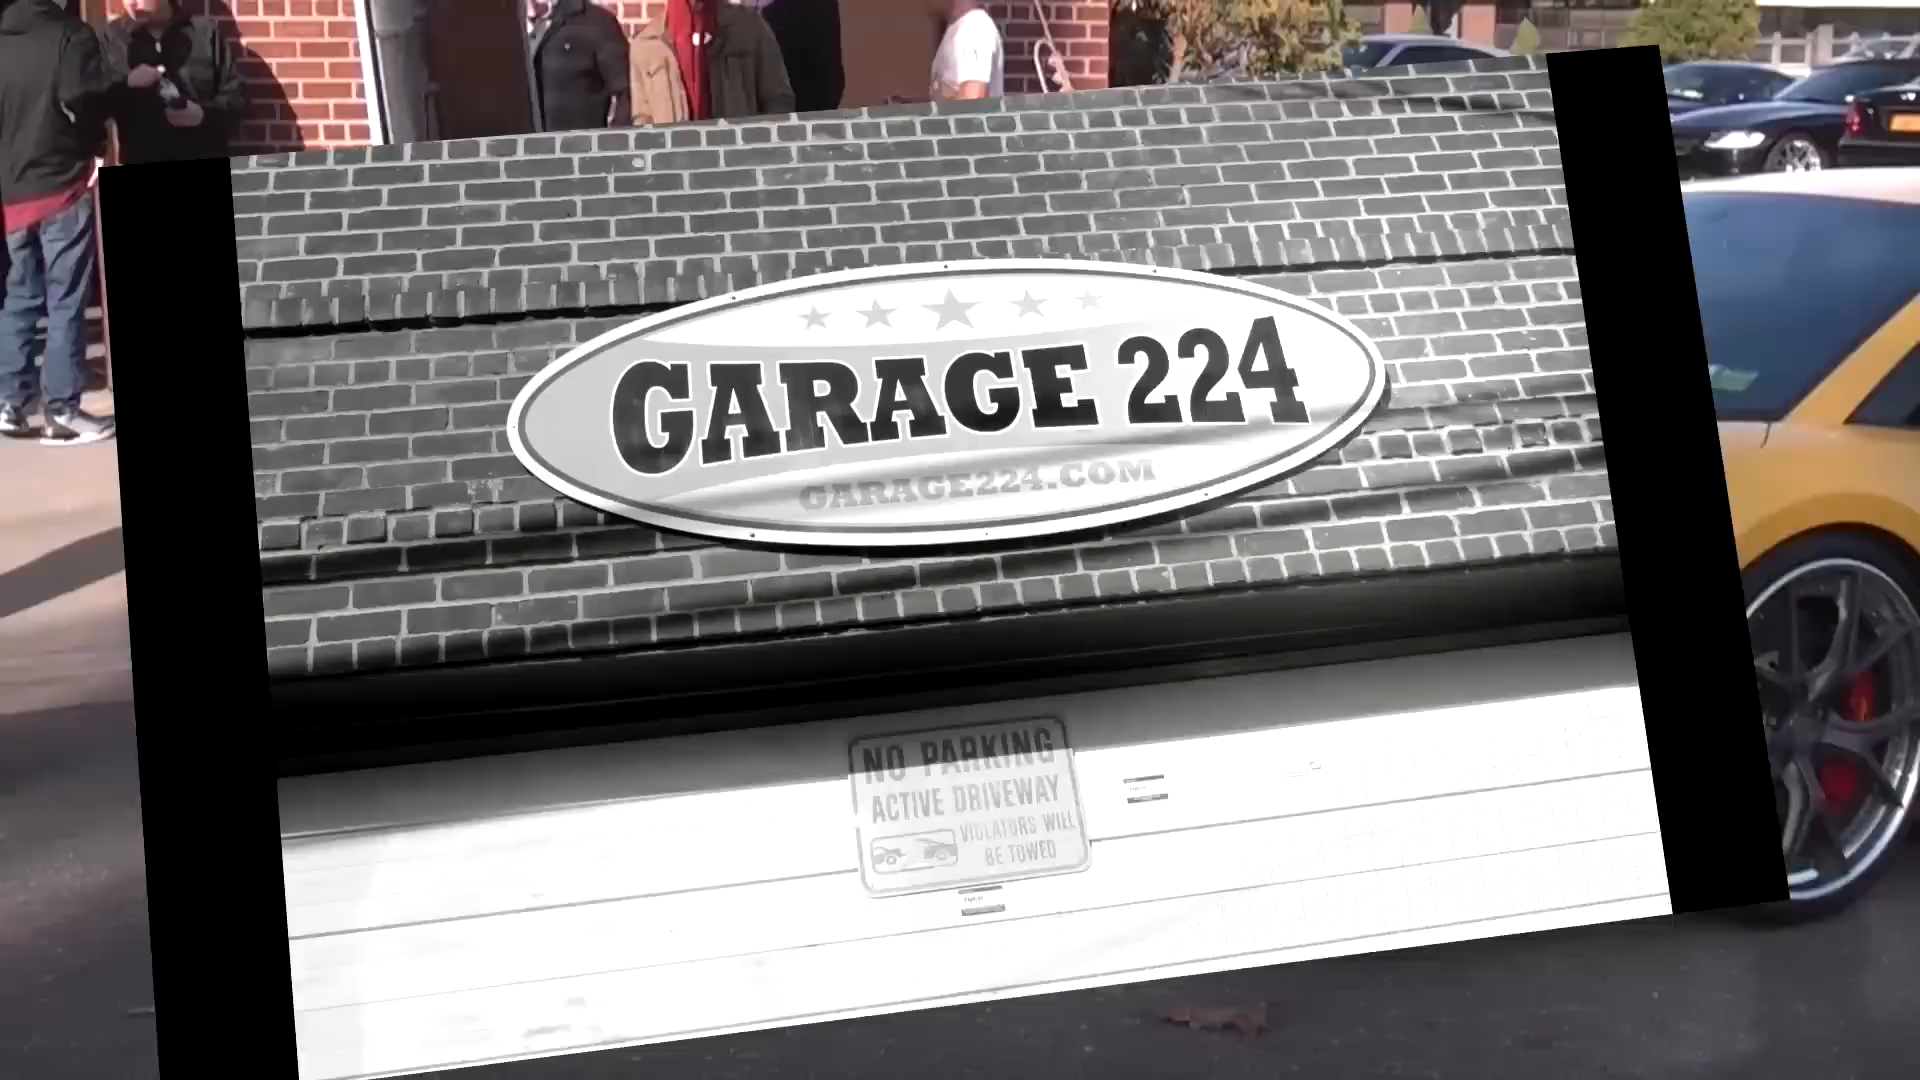 GARAGE 224
GARAGE224.COM
NO PARKING
ACTIVE DRIVEWAY
VIOLATORS WILL
BE TOWED